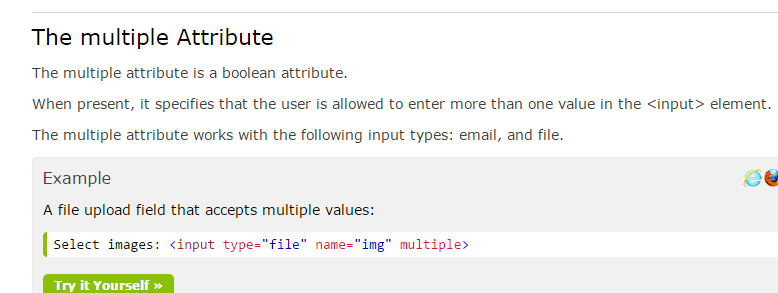 The multiple Attribute
The multiple attribute is a boolean attribute.
When present, it specifies that the user is allowed to enter more than one value in the <input> element.
The multiple attribute works with the following input types: email, and file.
Example
A file upload field that accepts multiple values:
Select images: <input type="file" name="img" multiple>
Try it Yourself »